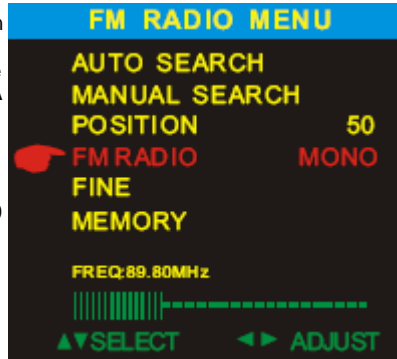 FM RADIO MENU
AUTO SEARCH
MANUAL SEARCH
POSITION 50
FM RADIO MONO
FINE
MEMORY
FREQ:89.80MHz
▲▼SELECT ◄► ADJUST